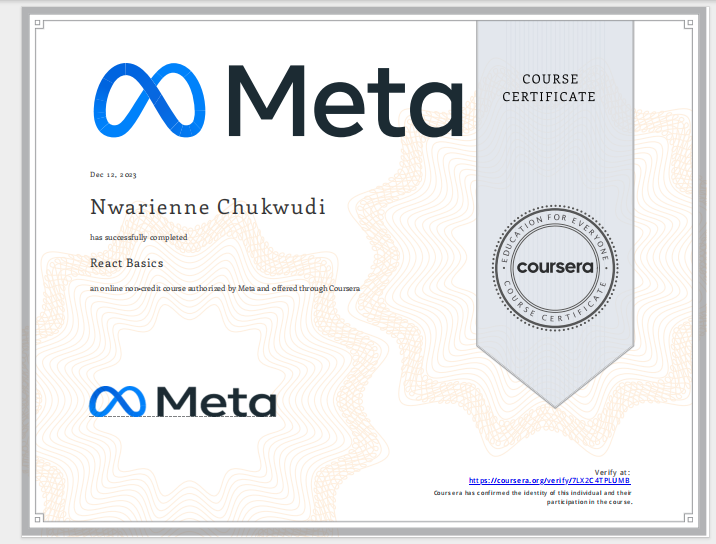 Meta
COURSE
CERTIFICATE
Dec 12, 2023
Nwarienne Chukwudi
has successfully completed
React Basics
an online non-credit course authorized by Meta and offered through Coursera
EDUCATION FOR EVERYONE
coursera
COURSE CERTIFICATE
Meta
Verify at:
https://coursera.org/verify/7LX2C4TPLUMB
Coursera has confirmed the identity of this individual and their
participation in the course.